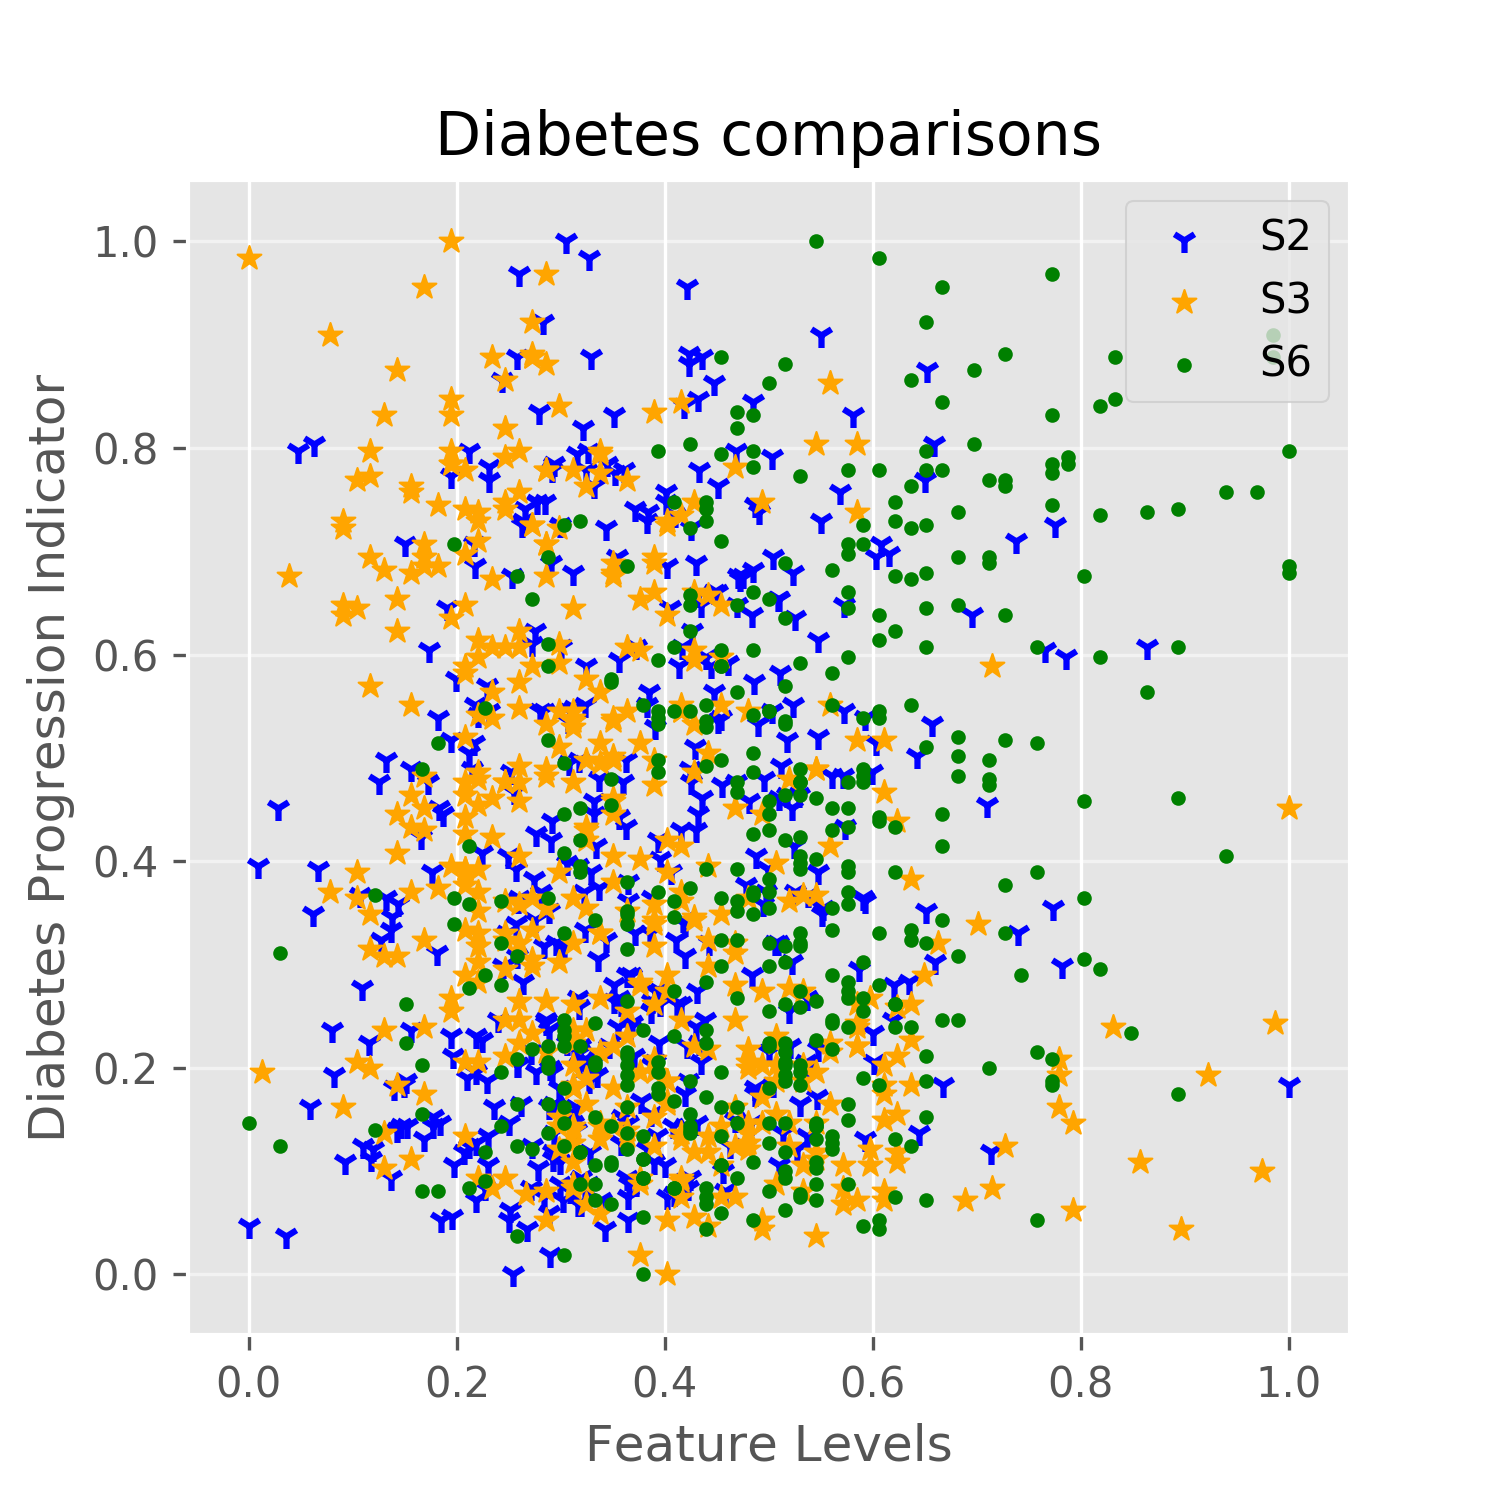 Diabetes comparisons
S2
S3
S6
1.0
0.8
0.6
0.4
0.2
0.0
Diabetes Progression Indicator
0.0 0.2 0.4 0.6 0.8 1.0
Feature Levels